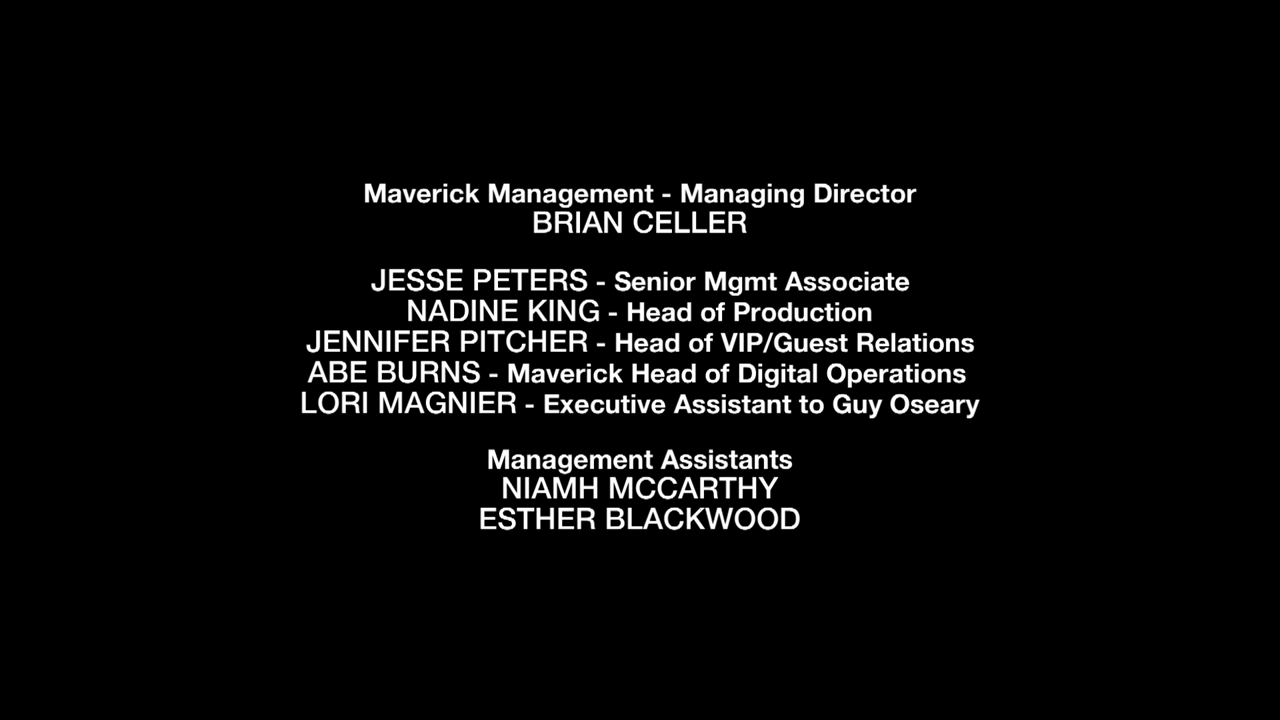 Maverick Management - Managing Director
BRIAN CELLER
JESSE PETERS - Senior Mgmt Associate
NADINE KING - Head of Production
JENNIFER PITCHER - Head of VIP/Guest Relations
ABE BURNS - Maverick Head of Digital Operations
LORI MAGNIER - Executive Assistant to Guy Oseary
Management Assistants
NIAMH MCCARTHY
ESTHER BLACKWOOD